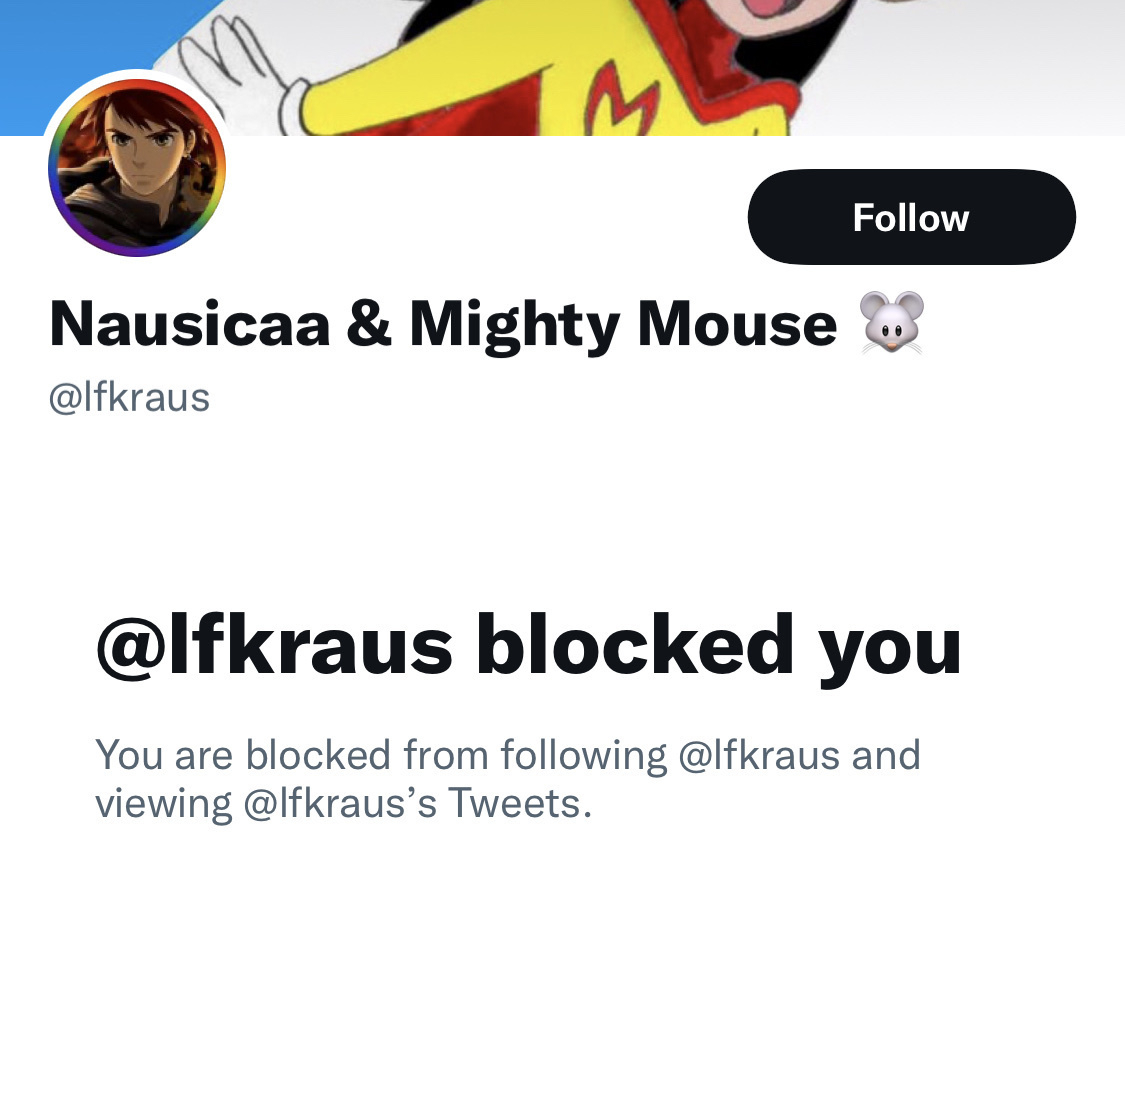 Follow
Nausicaa & Mighty Mouse 🐭
@lfkraus
@lfkraus blocked you
You are blocked from following @lfkraus and
viewing @lfkraus’s Tweets.